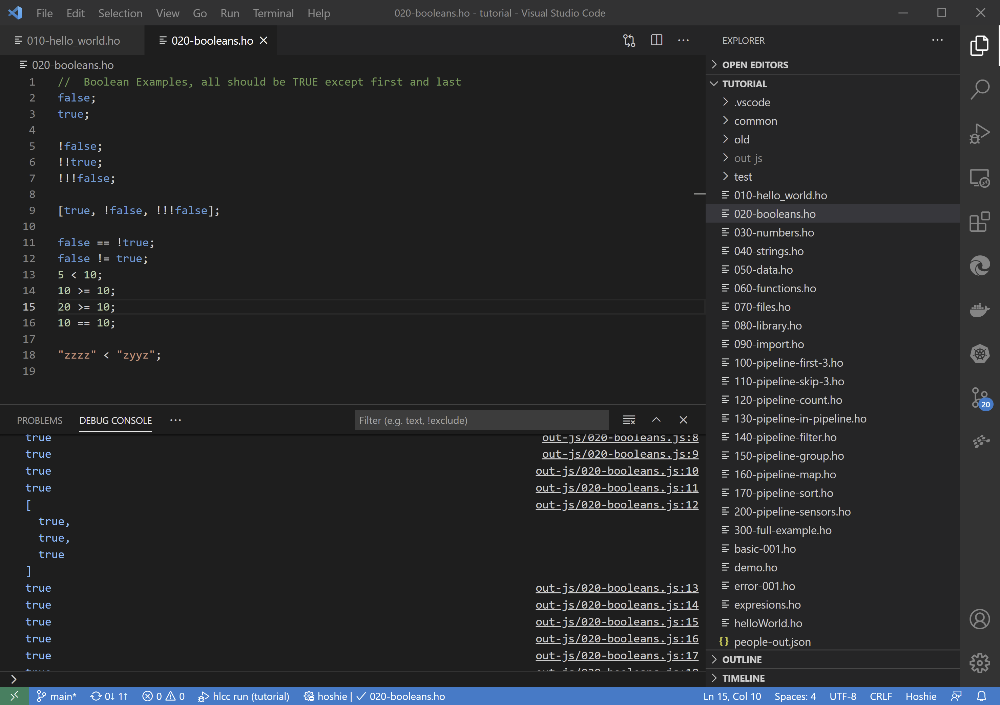 File Edit Selection View Go Run Terminal Help 020-booleans.ho - tutorial - Visual Studio Code
010-hello_world.ho 020-booleans.ho
020-booleans.ho
1 // Boolean Examples, all should be TRUE except first and last
2 false;
3 true;
4
5 !false;
6 !!true;
7 !!!false;
8
9 [true, !false, !!!false];
10
11 false == !true;
12 false != true;
13 5 < 10;
14 10 >= 10;
15 20 >= 10;
16 10 == 10;
17
18 "zzzz" < "zyyz";
19
PROBLEMS DEBUG CONSOLE Filter (e.g. text, !exclude)
true out-js/020-booleans.js:8
true out-js/020-booleans.js:9
true out-js/020-booleans.js:10
true out-js/020-booleans.js:11
[ out-js/020-booleans.js:12
true,
true,
true
]
true out-js/020-booleans.js:13
true out-js/020-booleans.js:14
true out-js/020-booleans.js:15
true out-js/020-booleans.js:16
true out-js/020-booleans.js:17
EXPLORER
OPEN EDITORS
TUTORIAL
.vscode
common
old
out-js
test
010-hello_world.ho
020-booleans.ho
030-numbers.ho
040-strings.ho
050-data.ho
060-functions.ho
070-files.ho
080-library.ho
090-import.ho
100-pipeline-first-3.ho
110-pipeline-skip-3.ho
120-pipeline-count.ho
130-pipeline-in-pipeline.ho
140-pipeline-filter.ho
150-pipeline-group.ho
160-pipeline-map.ho
170-pipeline-sort.ho
200-pipeline-sensors.ho
300-full-example.ho
basic-001.ho
demo.ho
error-001.ho
expresions.ho
helloWorld.ho
{} people-out.json
OUTLINE
TIMELINE
20
main* 0↓ 1↑ 0 0 hlcc run (tutorial) hoshie | ✓ 020-booleans.ho Ln 15, Col 10 Spaces: 4 UTF-8 CRLF Hoshie